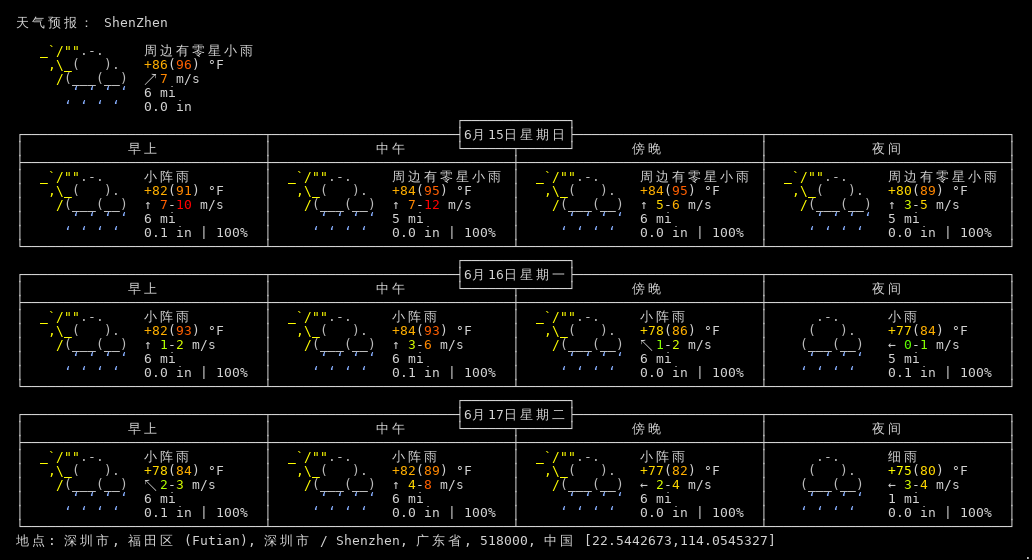 天气预报： ShenZhen
周边有零星小雨
+86(96) °F
↗7 m/s
6 mi
0.0 in
6月15日星期日
早上 中午 傍晚 夜间
小阵雨 周边有零星小雨 周边有零星小雨 周边有零星小雨
+82(91) °F +84(95) °F +84(95) °F +80(89) °F
↑ 7-10 m/s ↑ 7-12 m/s ↑ 5-6 m/s ↑ 3-5 m/s
6 mi 5 mi 6 mi 5 mi
0.1 in | 100% 0.0 in | 100% 0.0 in | 100% 0.0 in | 100%
6月16日星期一
早上 中午 傍晚 夜间
小阵雨 小阵雨 小阵雨 小雨
+82(93) °F +84(93) °F +78(86) °F +77(84) °F
↑ 1-2 m/s ↑ 3-6 m/s ↖1-2 m/s ← 0-1 m/s
6 mi 6 mi 6 mi 5 mi
0.0 in | 100% 0.1 in | 100% 0.0 in | 100% 0.1 in | 100%
6月17日星期二
早上 中午 傍晚 夜间
小阵雨 小阵雨 小阵雨 细雨
+78(84) °F +82(89) °F +77(82) °F +75(80) °F
↖2-3 m/s ↑ 4-8 m/s ← 2-4 m/s ← 3-4 m/s
6 mi 6 mi 6 mi 1 mi
0.1 in | 100% 0.0 in | 100% 0.0 in | 100% 0.0 in | 100%
地点: 深圳市, 福田区 (Futian), 深圳市 / Shenzhen, 广东省, 518000, 中国 [22.5442673,114.0545327]